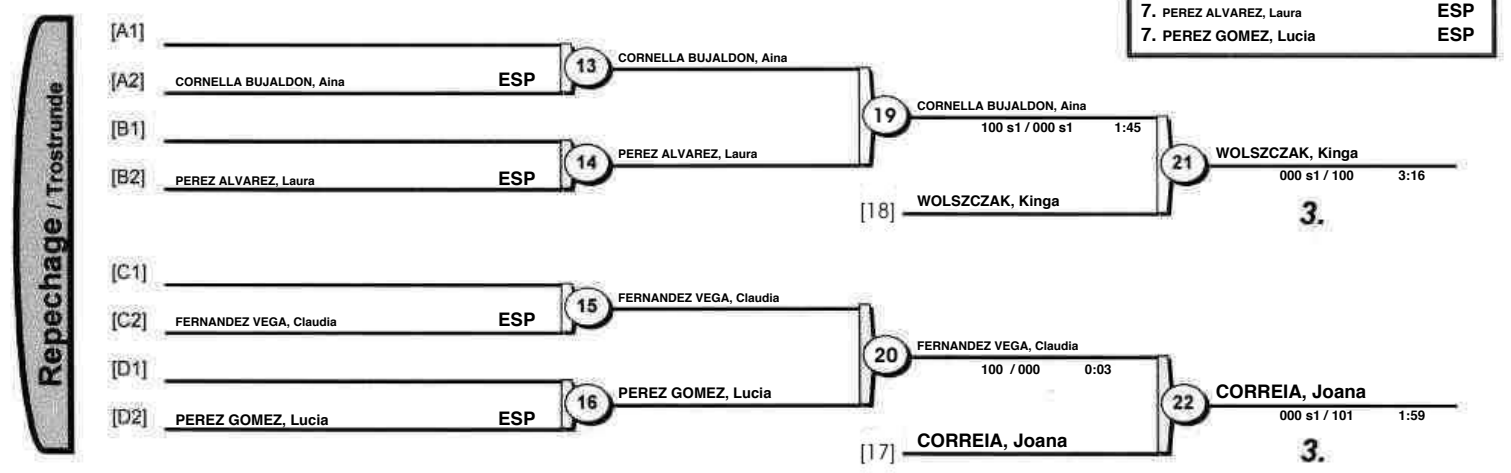 7. PEREZ ALVAREZ, Laura ESP
7. PEREZ GOMEZ, Lucia ESP
Repechage / Trostrunde
[A1]
[A2] CORNELLA BUJALDON, Aina ESP
13 CORNELLA BUJALDON, Aina
[B1]
[B2] PEREZ ALVAREZ, Laura ESP
14 PEREZ ALVAREZ, Laura
19 CORNELLA BUJALDON, Aina
100 s1 / 000 s1 1:45
[18] WOLSZCZAK, Kinga
21 WOLSZCZAK, Kinga
000 s1 / 100 3:16
3.
[C1]
[C2] FERNANDEZ VEGA, Claudia ESP
15 FERNANDEZ VEGA, Claudia
[D1]
[D2] PEREZ GOMEZ, Lucia ESP
16 PEREZ GOMEZ, Lucia
20 FERNANDEZ VEGA, Claudia
100 / 000 0:03
[17] CORREIA, Joana
22 CORREIA, Joana
000 s1 / 101 1:59
3.